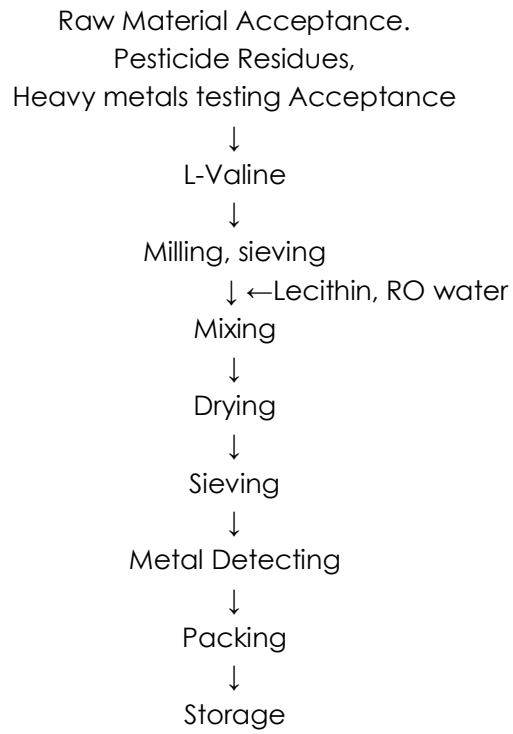 Raw Material Acceptance.
Pesticide Residues,
Heavy metals testing Acceptance
↓
L-Valine
↓
Milling, sieving
↓ ←Lecithin, RO water
Mixing
↓
Drying
↓
Sieving
↓
Metal Detecting
↓
Packing
↓
Storage